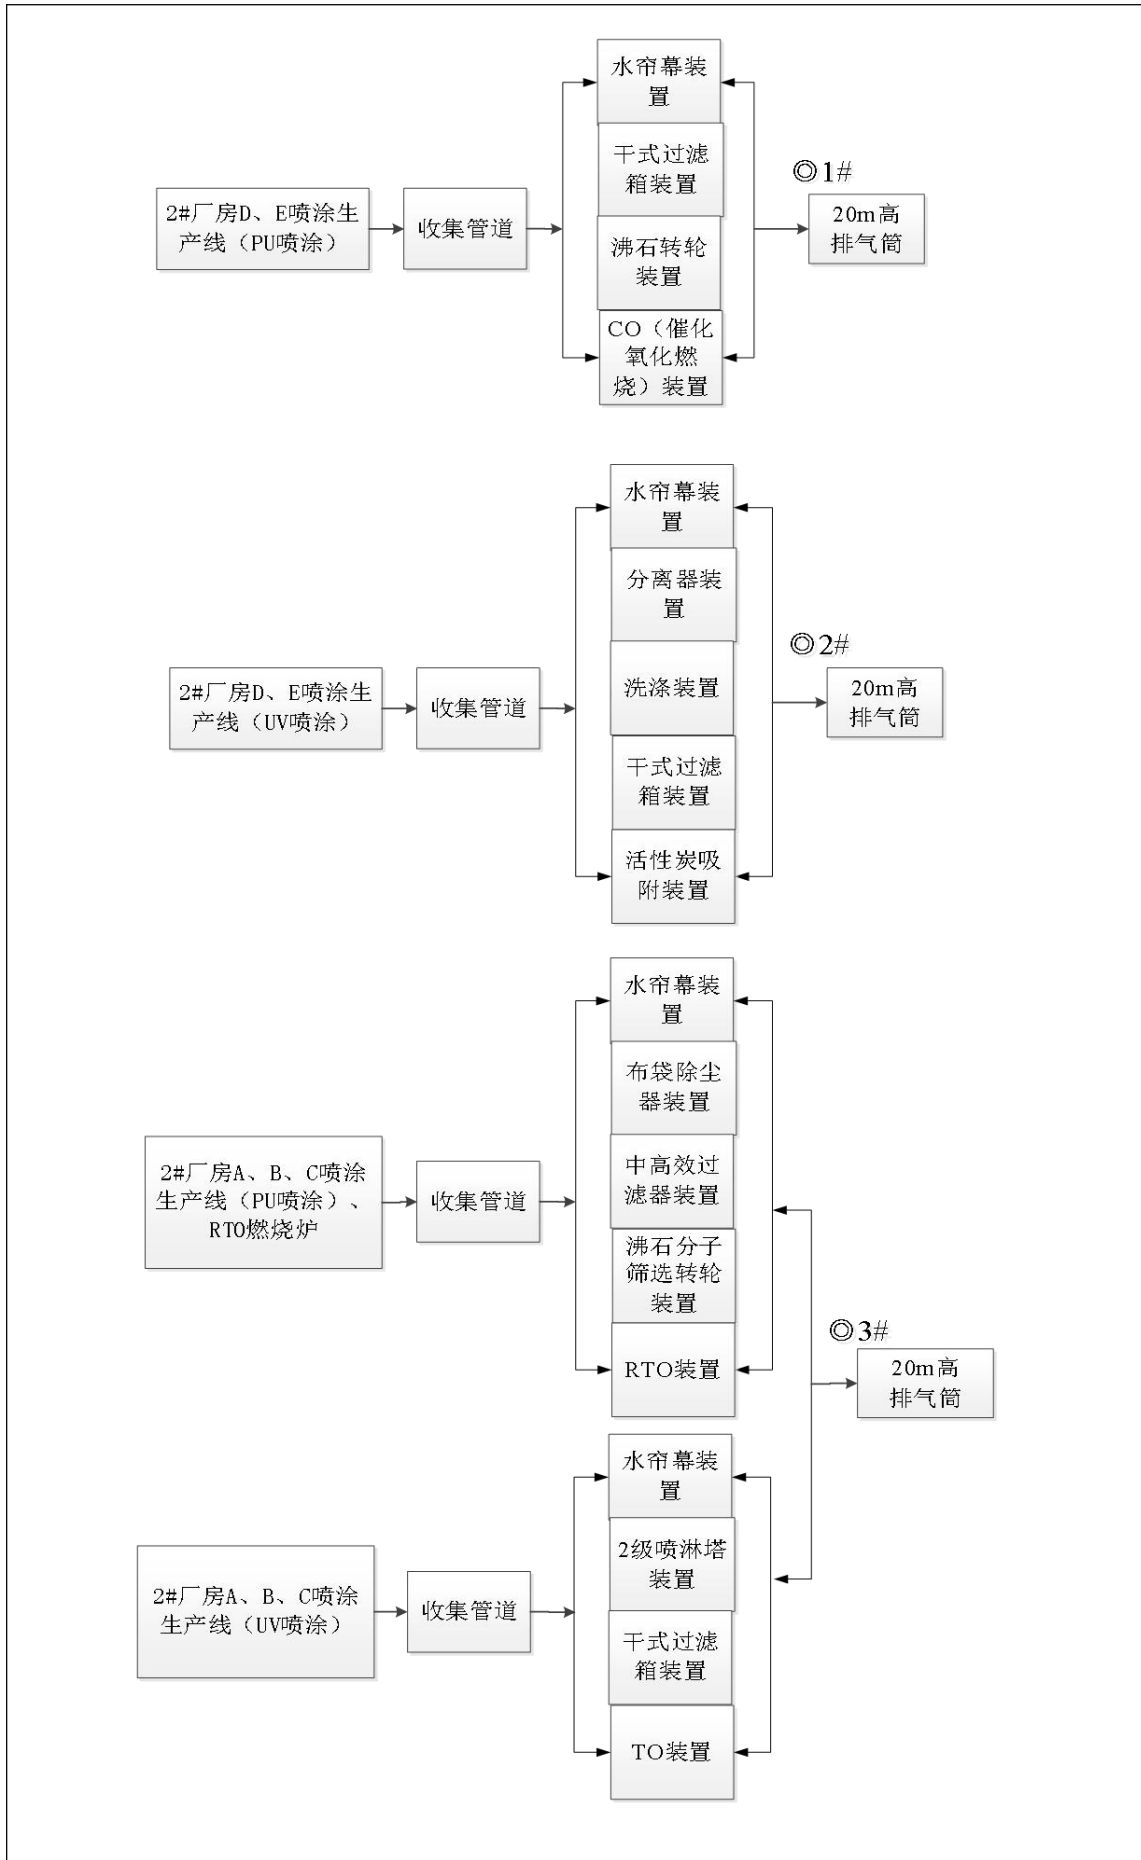 2#厂房D、E喷涂生
产线（PU喷涂）
收集管道
水帘幕装
置
干式过滤
箱装置
沸石转轮
装置
CO（催化
氧化燃
烧）装置
◎1#
20m高
排气筒
2#厂房D、E喷涂生
产线（UV喷涂）
收集管道
水帘幕装
置
分离器装
置
洗涤装置
干式过滤
箱装置
活性炭吸
附装置
◎2#
20m高
排气筒
2#厂房A、B、C喷涂
生产线（PU喷涂）、
RTO燃烧炉
收集管道
水帘幕装
置
布袋除尘
器装置
中高效过
滤器装置
沸石分子
筛选转轮
装置
RTO装置
◎3#
20m高
排气筒
2#厂房A、B、C喷涂
生产线（UV喷涂）
收集管道
水帘幕装
置
2级喷淋塔
装置
干式过滤
箱装置
TO装置